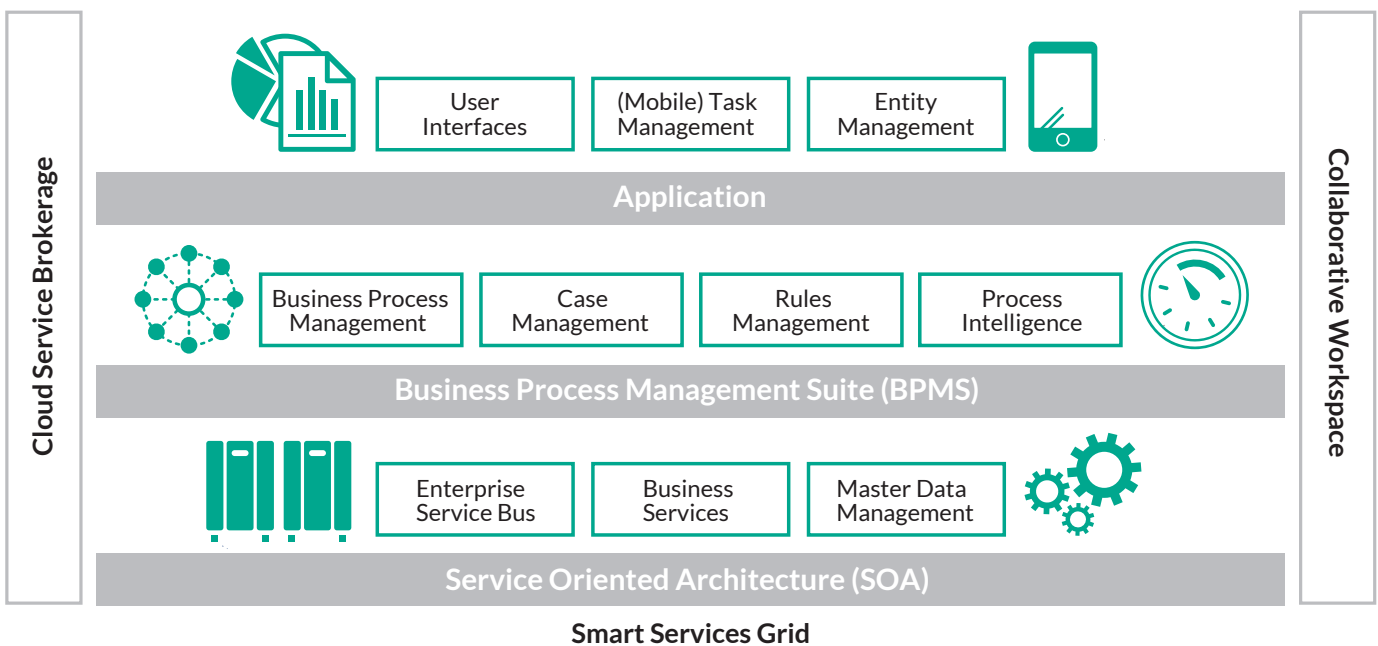 Cloud Service Brokerage
User
Interfaces
(Mobile) Task
Management
Entity
Management
Application
Business Process
Management
Case
Management
Rules
Management
Process
Intelligence
Business Process Management Suite (BPMS)
Enterprise
Service Bus
Business
Services
Master Data
Management
Service Oriented Architecture (SOA)
Collaborative Workspace
Smart Services Grid